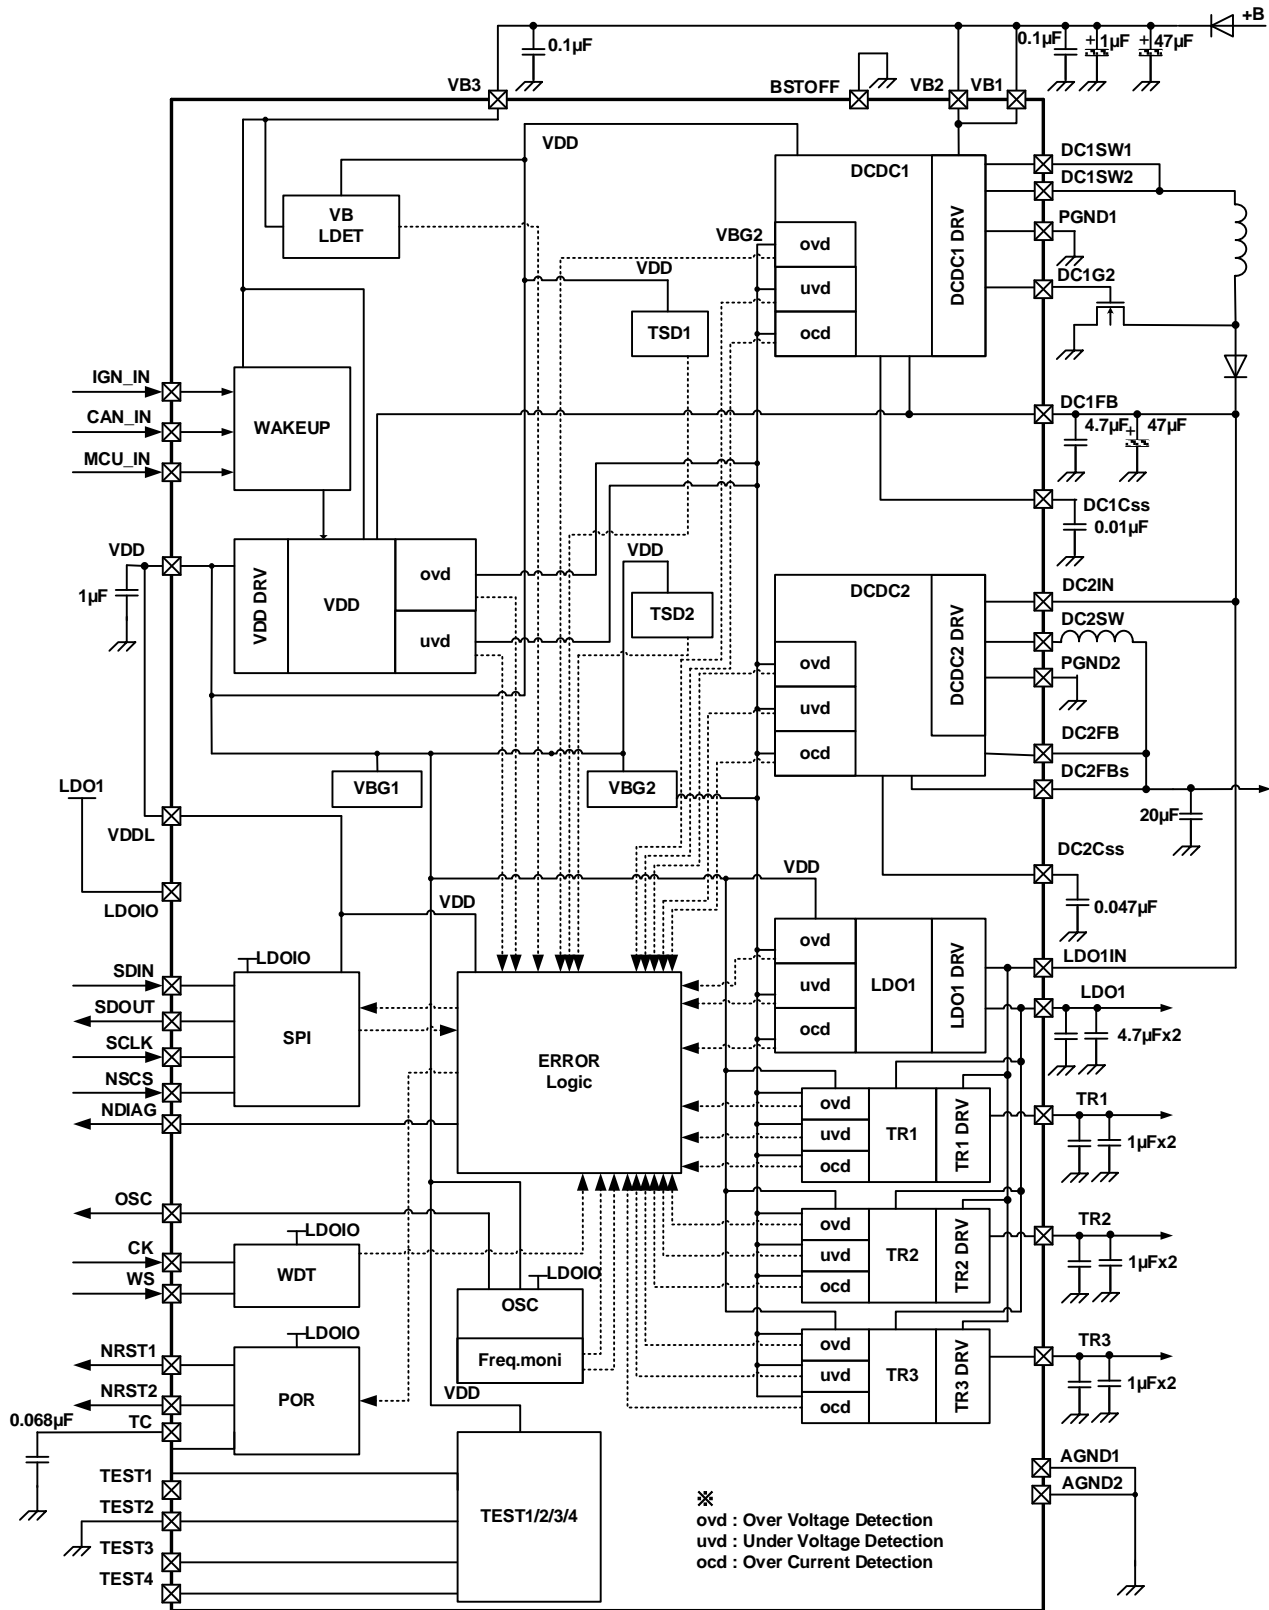 +B
0.1µF
0.1µF
1µF
47µF
+
+
VB3
BSTOFF
VB2
VB1
VDD
DCDC1
DCDC1 DRV
DC1SW1
DC1SW2
VB
LDET
VBG2
ovd
uvd
ocd
PGND1
VDD
TSD1
DC1G2
IGN_IN
CAN_IN
MCU_IN
WAKEUP
DC1FB
4.7µF
+
47µF
DC1Css
0.01µF
VDD
1µF
VDD DRV
VDD
ovd
uvd
VDD
TSD2
DCDC2
DCDC2 DRV
ovd
uvd
ocd
DC2IN
DC2SW
PGND2
DC2FB
DC2FBs
20µF
VBG1
VBG2
LDO1
VDDL
LDOIO
VDD
VDD
DC2Css
0.047µF
LDO1IN
LDO1
4.7µFx2
ovd
uvd
ocd
LDO1
LDO1 DRV
SDIN
SDOUT
SCLK
NSCS
NDIAG
LDOIO
SPI
ERROR
Logic
ovd
uvd
ocd
TR1
TR1 DRV
TR1
1µFx2
OSC
CK
WS
LDOIO
WDT
LDOIO
OSC
Freq.moni
ovd
uvd
ocd
TR2
TR2 DRV
TR2
1µFx2
NRST1
NRST2
TC
0.068µF
LDOIO
POR
VDD
ovd
uvd
ocd
TR3
TR3 DRV
TR3
1µFx2
TEST1
TEST2
TEST3
TEST4
TEST1/2/3/4
AGND1
AGND2
※
ovd : Over Voltage Detection
uvd : Under Voltage Detection
ocd : Over Current Detection